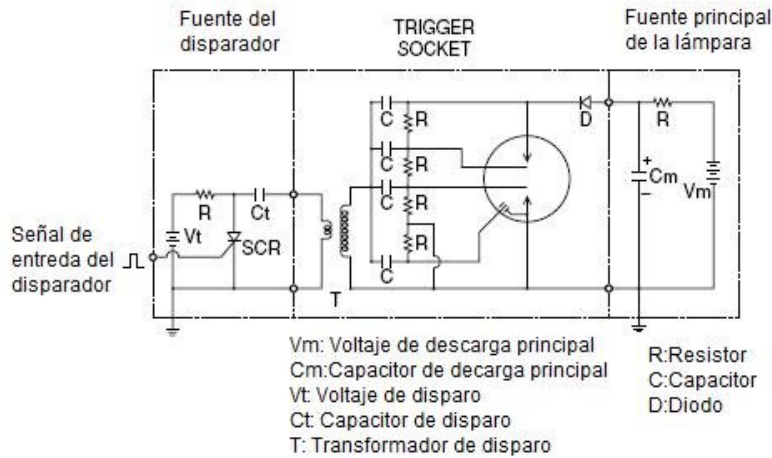 Fuente del
disparador
TRIGGER
SOCKET
Fuente principal
de la lámpara
C
R
D
R
C
R
C
R
R
C
R
Ct
Vt
SCR
T
+
Cm
−
Vm
Señal de
entreda del
disparador
Vm: Voltaje de descarga principal
Cm:Capacitor de decarga principal
Vt: Voltaje de disparo
Ct: Capacitor de disparo
T: Transformador de disparo
R:Resistor
C:Capacitor
D:Diodo